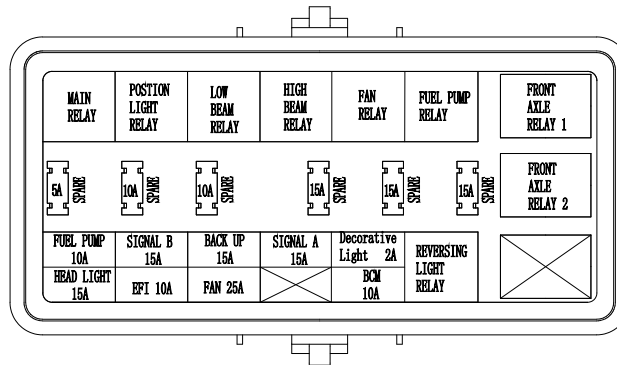 MAIN
RELAY
POSTION
LIGHT
RELAY
LOW
BEAM
RELAY
HIGH
BEAM
RELAY
FAN
RELAY
FUEL PUMP
RELAY
FRONT
AXLE
RELAY 1
5A
SPARE
10A
SPARE
10A
SPARE
15A
SPARE
15A
SPARE
15A
SPARE
FRONT
AXLE
RELAY 2
FUEL PUMP
10A
SIGNAL B
15A
BACK UP
15A
SIGNAL A
15A
Decorative
Light 2A
REVERSING
LIGHT
RELAY
HEAD LIGHT
15A
EFI 10A
FAN 25A
BCM
10A